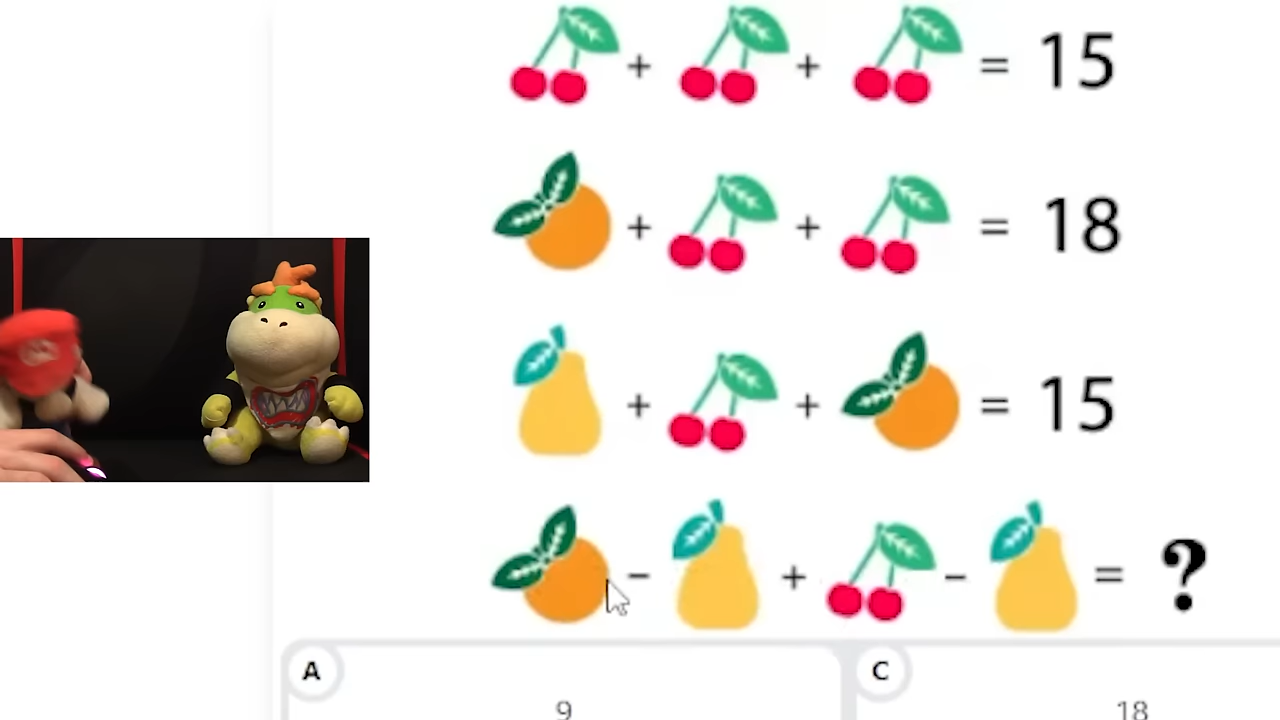 + + = 15
+ + = 18
+ + = 15
- + - = ?
A
C
9
18